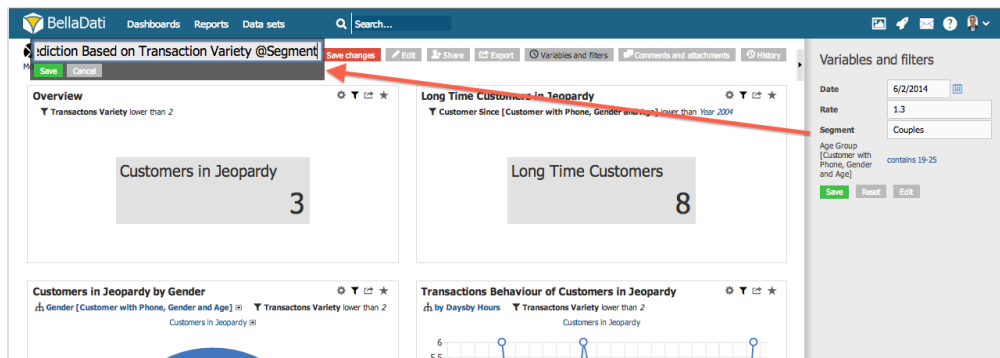 BellaDati Dashboards Reports Data sets Search...
diction Based on Transaction Variety @Segment
Save Cancel
Save changes Edit Share Export Variables and filters Comments and attachments History
Overview
Transactons Variety lower than 2
Customers in Jeopardy
3
Long Time Customers in Jeopardy
Customer Since [Customer with Phone, Gender and Age] lower than Year 2004
Long Time Customers
8
Customers in Jeopardy by Gender
Gender [Customer with Phone, Gender and Age] Transactons Variety lower than 2
Customers in Jeopardy
Transactions Behaviour of Customers in Jeopardy
by Daysby Hours Transactons Variety lower than 2
Customers in Jeopardy
6
5.5
Variables and filters
Date 6/2/2014
Rate 1.3
Segment Couples
Age Group
[Customer with
Phone, Gender
and Age]
contains 19-25
Save Reset Edit